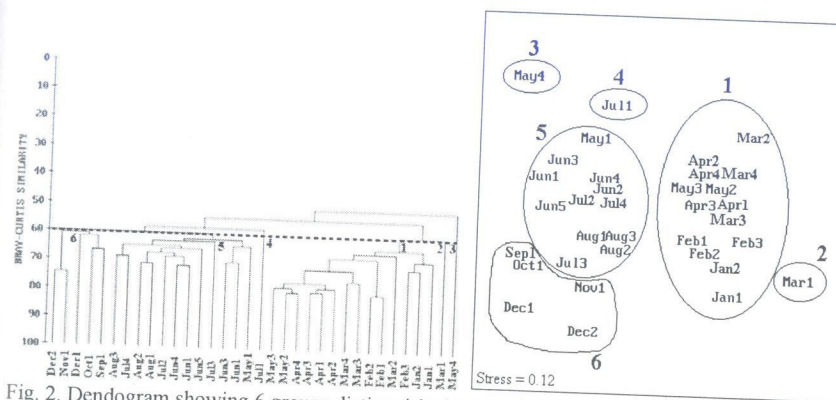 0
10
20
30
40
50
60
70
80
90
100
BRAY-CURTIS SIMILARITY
6
5
4
1
2
3
Dec2
Nov1
Dec1
Oct1
Sep1
Aug3
Jul4
Aug2
Aug1
Jul2
Jun4
Jun2
Jun5
Jul3
Jun3
Jun1
May1
Jul1
May3
May2
Apr4
Apr3
Apr1
Apr2
Mar4
Mar3
Feb2
Feb1
Mar2
Feb3
Jan2
Jan1
Mar1
May4
3
May4
4
Jul1
1
Mar2
5
May1
Jun3
Jun1
Jun4
Jun2
Jun5 Jul2 Jul4
Aug1Aug3
Aug2
Jul3
Apr2
Apr4 Mar4
May3 May2
Apr3 Apr1
Mar3
Feb1 Feb3
Feb2
Jan2
Jan1
2
Mar1
Sep1
Oct1
Nov1
Dec1
Dec2
6
Stress = 0.12
Fig. 2. Dendogram showing 6 groups